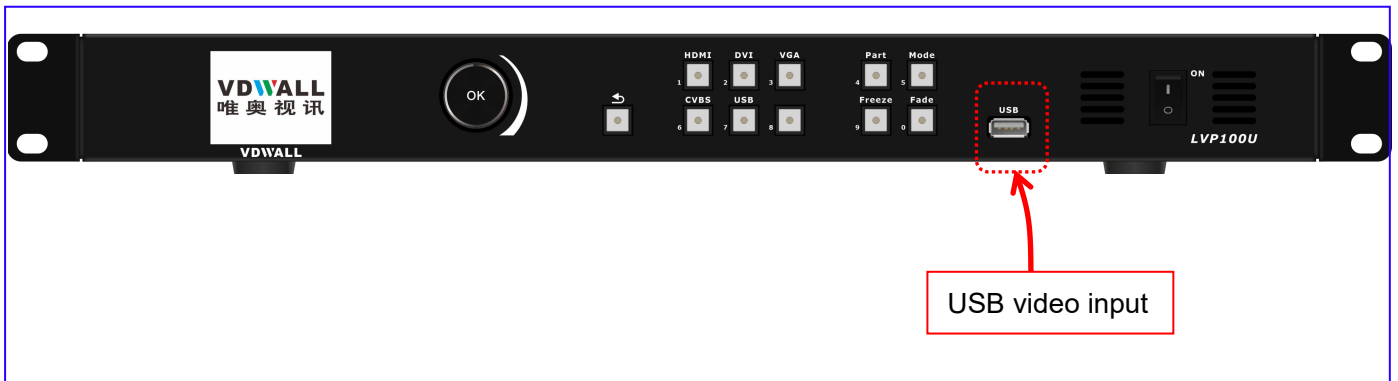 VDWALL
唯奥视讯
VDWALL
OK
HDMI DVI VGA
1 2 3
CVBS USB
6 7 8
Part Mode
4 5
Freeze Fade
9 0
USB
ON
LVP100U
USB video input